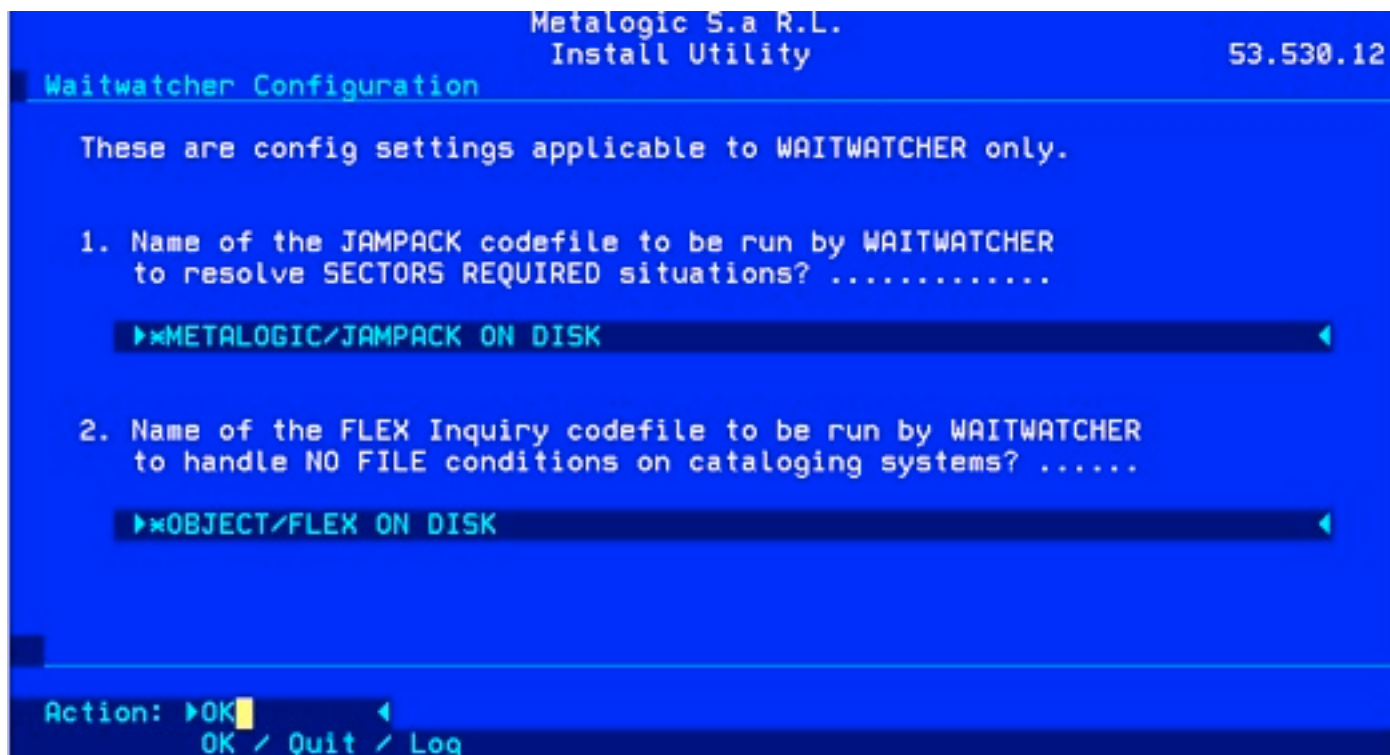 Metalogic S.a R.L.
Install Utility 53.530.12
Waitwatcher Configuration
These are config settings applicable to WAITWATCHER only.
1. Name of the JAMPACK codefile to be run by WAITWATCHER
to resolve SECTORS REQUIRED situations? .............
▶*METALOGIC/JAMPACK ON DISK ◀
2. Name of the FLEX Inquiry codefile to be run by WAITWATCHER
to handle NO FILE conditions on cataloging systems? ......
▶*OBJECT/FLEX ON DISK ◀
Action: ▶OK ◀
OK / Quit / Log